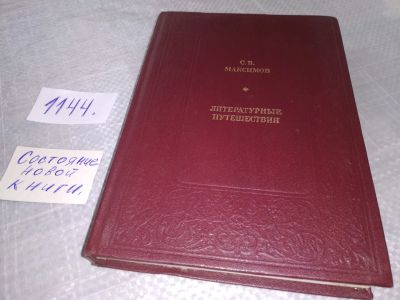 С. В.
МАКСИМОВ
ЛИТЕРАТУРНЫЕ
ПУТЕШЕСТВИЯ
1144.
Состояние
новой
книги.